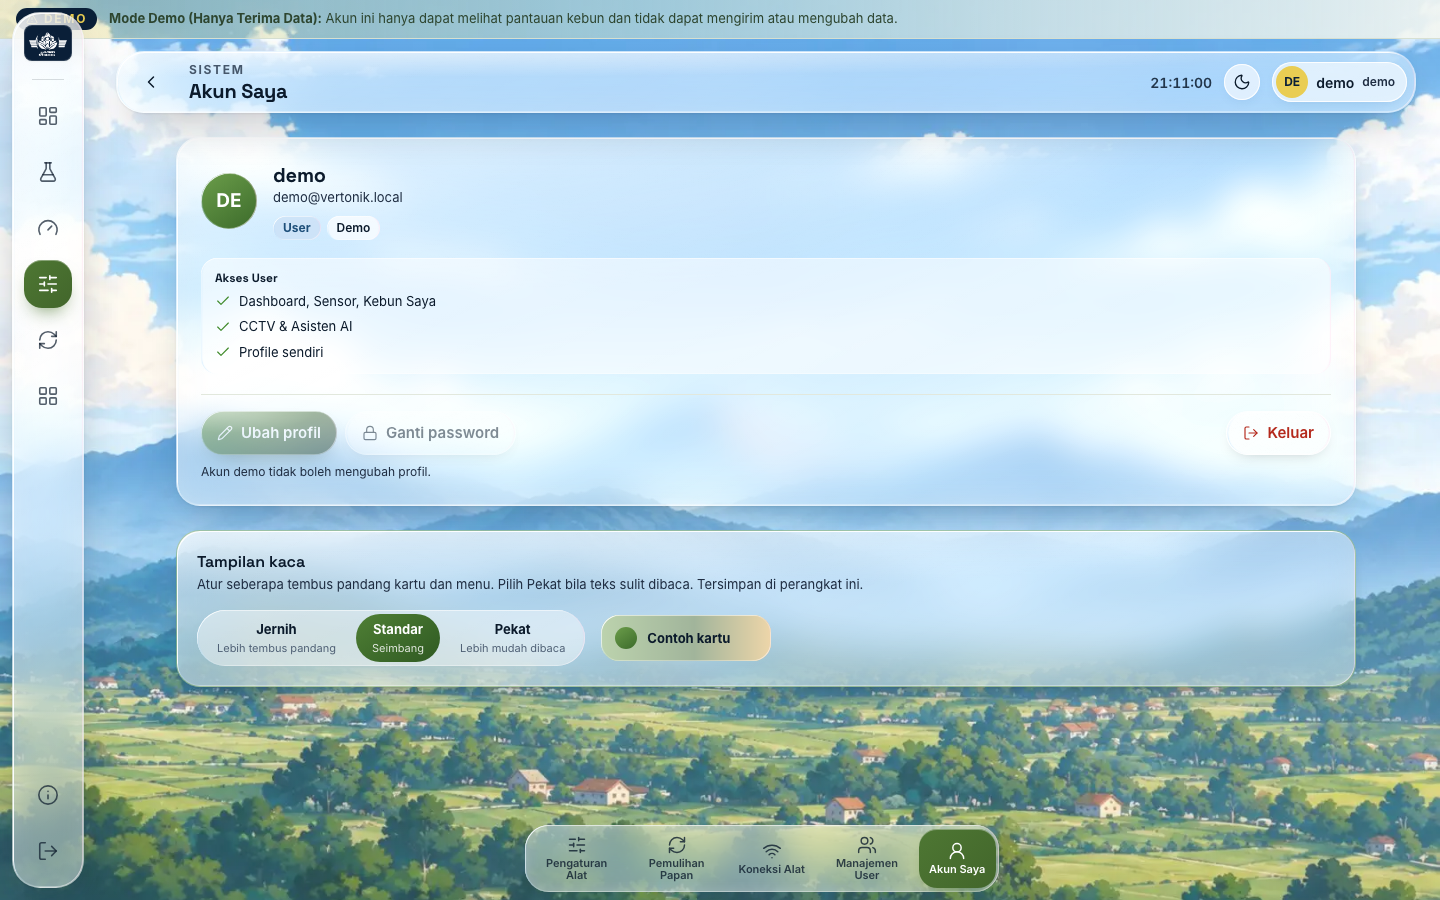 DEMO
Mode Demo (Hanya Terima Data): Akun ini hanya dapat melihat pantauan kebun dan tidak dapat mengirim atau mengubah data.
SISTEM
Akun Saya
21:11:00
DE demo demo
DE
demo
demo@vertonik.local
User Demo
Akses User
Dashboard, Sensor, Kebun Saya
CCTV & Asisten AI
Profile sendiri
Ubah profil Ganti password Keluar
Akun demo tidak boleh mengubah profil.
Tampilan kaca
Atur seberapa tembus pandang kartu dan menu. Pilih Pekat bila teks sulit dibaca. Tersimpan di perangkat ini.
Jernih
Lebih tembus pandang
Standar
Seimbang
Pekat
Lebih mudah dibaca
Contoh kartu
Pengaturan
Alat
Pemulihan
Papan
Koneksi Alat
Manajemen
User
Akun Saya